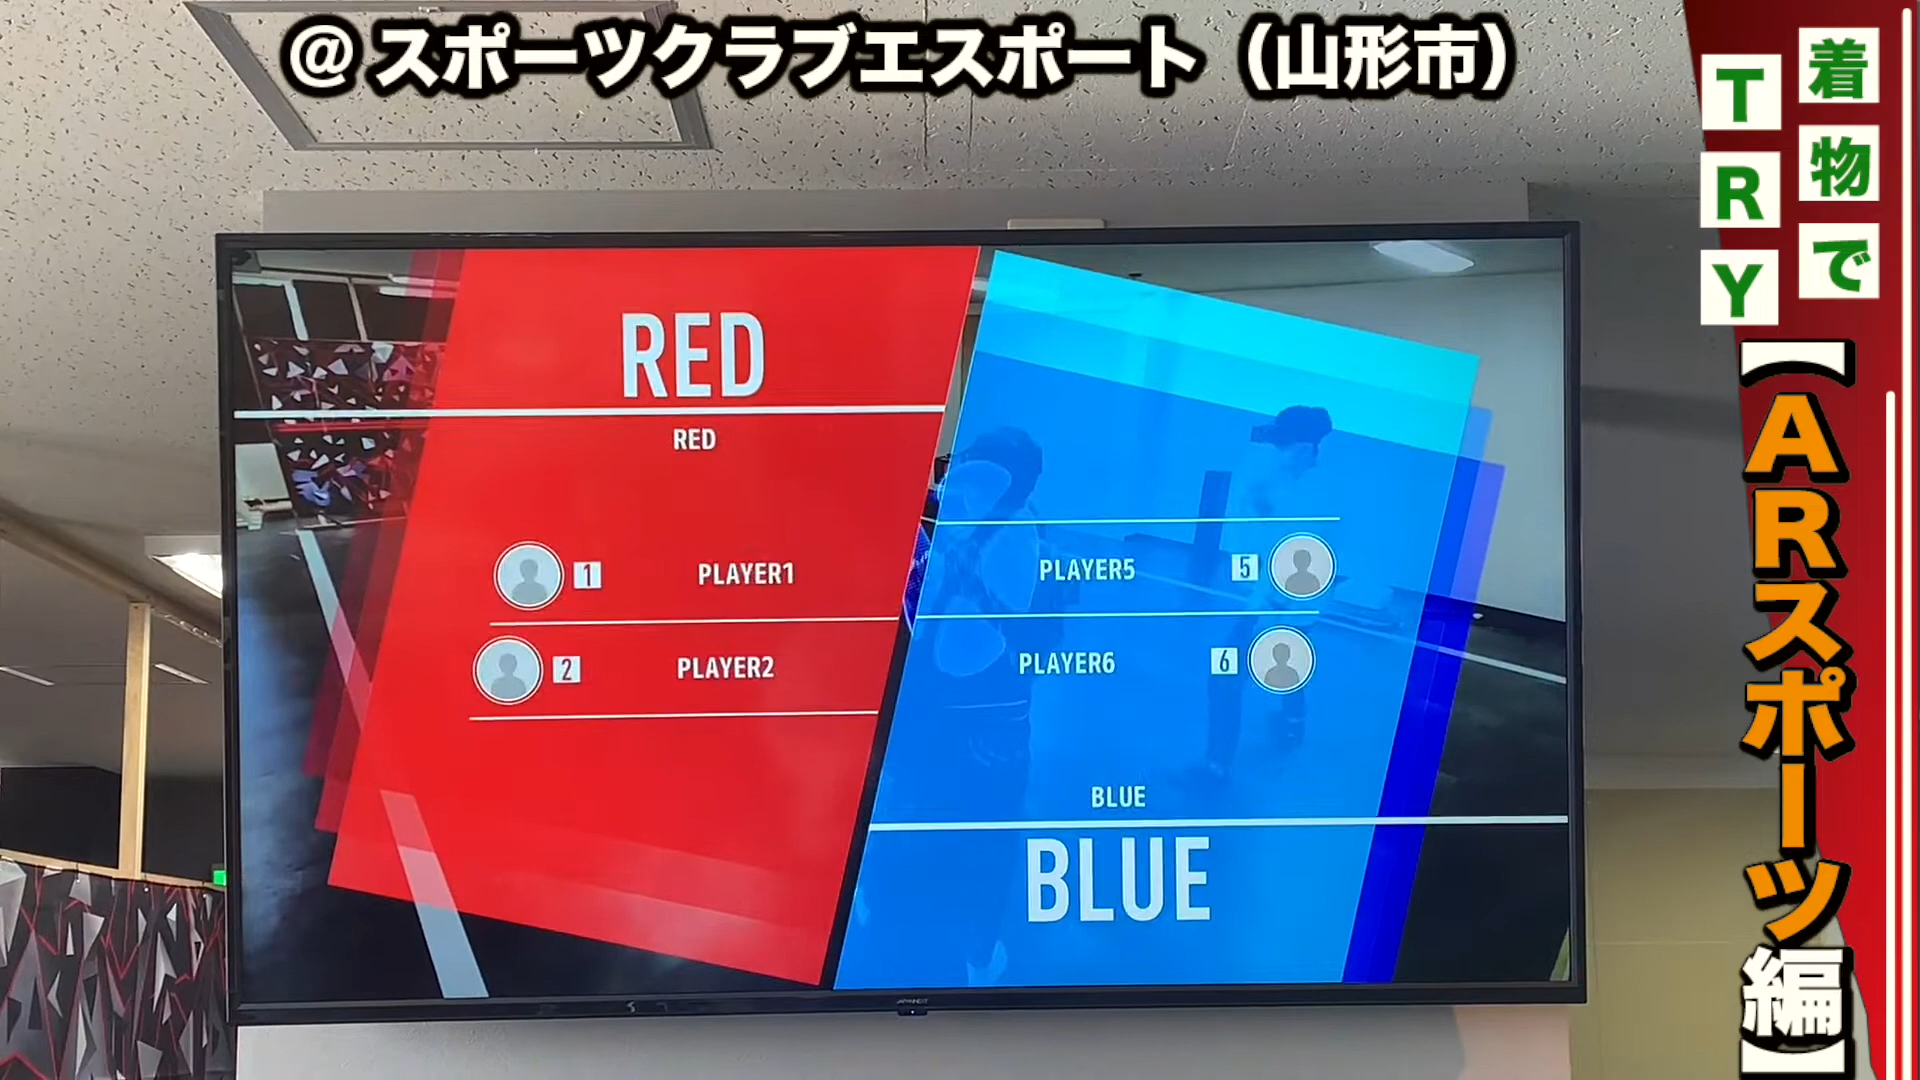 @ スポーツクラブエスポート（山形市）
着物で
TRY
【ARスポーツ編】
RED
RED
1 PLAYER1
2 PLAYER2
PLAYER5 5
PLAYER6 6
BLUE
BLUE
JAPANNEXT